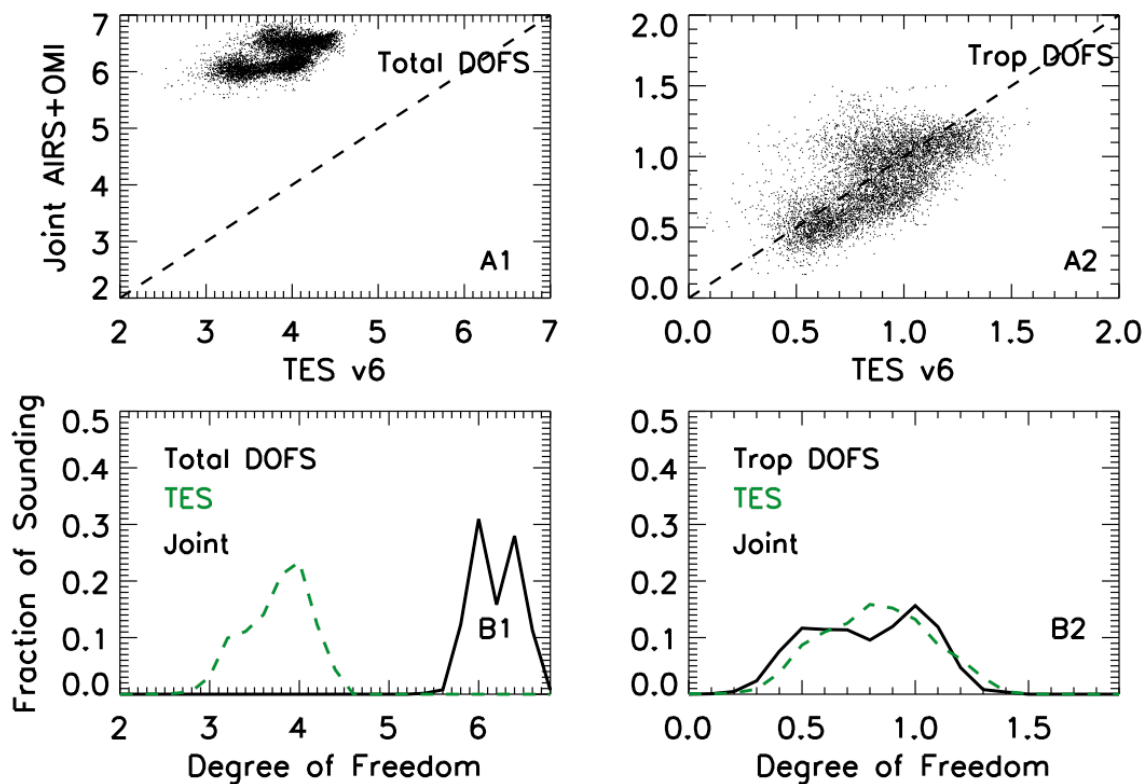 Joint AIRS+OMI
7
6
5
4
3
2
Total DOFS
A1
2 3 4 5 6 7
TES v6
2.0
1.5
1.0
0.5
0.0
Trop DOFS
A2
0.0 0.5 1.0 1.5 2.0
TES v6
Fraction of Sounding
0.5
0.4
0.3
0.2
0.1
0.0
Total DOFS
TES
Joint
B1
2 3 4 5 6
Degree of Freedom
0.5
0.4
0.3
0.2
0.1
0.0
Trop DOFS
TES
Joint
B2
0.0 0.5 1.0 1.5
Degree of Freedom